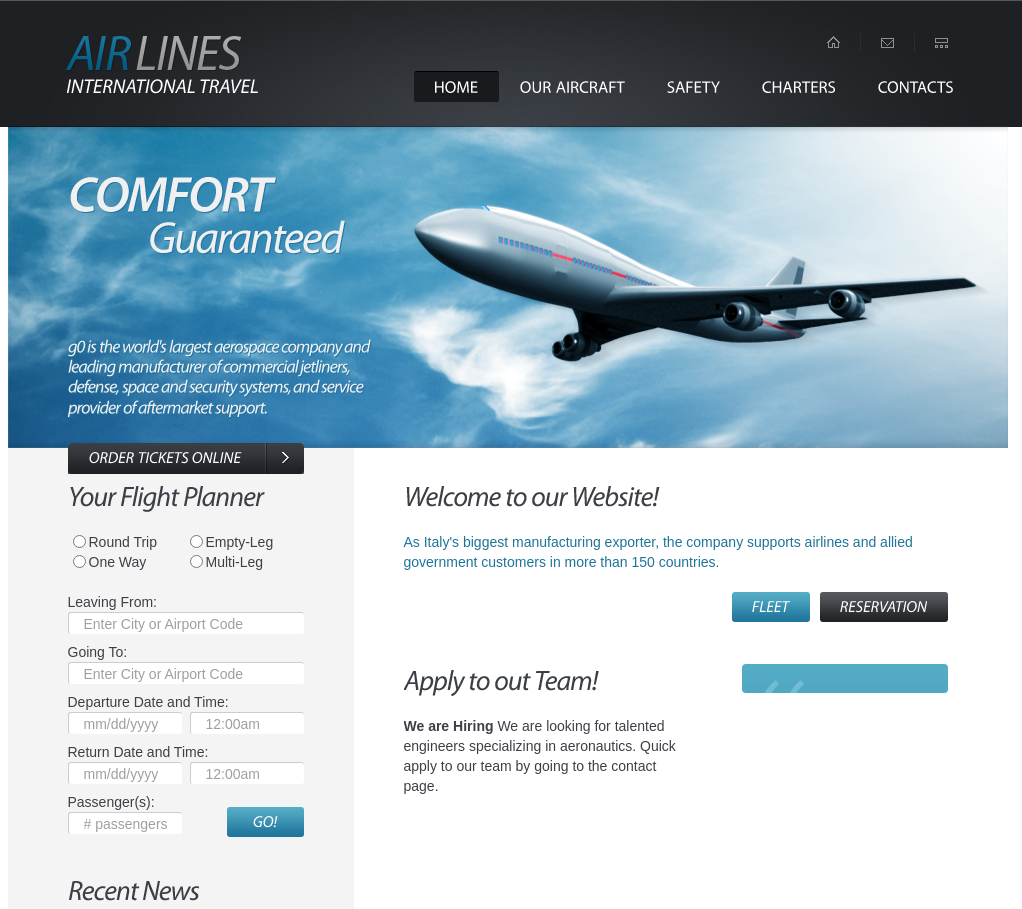 AIRLINES
INTERNATIONAL TRAVEL
HOME
OUR AIRCRAFT
SAFETY
CHARTERS
CONTACTS
COMFORT
Guaranteed
g0 is the world's largest aerospace company and
leading manufacturer of commercial jetliners,
defense, space and security systems, and service
provider of aftermarket support.
ORDER TICKETS ONLINE
Your Flight Planner
Round Trip
Empty-Leg
One Way
Multi-Leg
Leaving From:
Enter City or Airport Code
Going To:
Enter City or Airport Code
Departure Date and Time:
mm/dd/yyyy
12:00am
Return Date and Time:
mm/dd/yyyy
12:00am
Passenger(s):
# passengers
GO!
Recent News
Welcome to our Website!
As Italy's biggest manufacturing exporter, the company supports airlines and allied
government customers in more than 150 countries.
FLEET
RESERVATION
Apply to out Team!
We are Hiring We are looking for talented
engineers specializing in aeronautics. Quick
apply to our team by going to the contact
page.